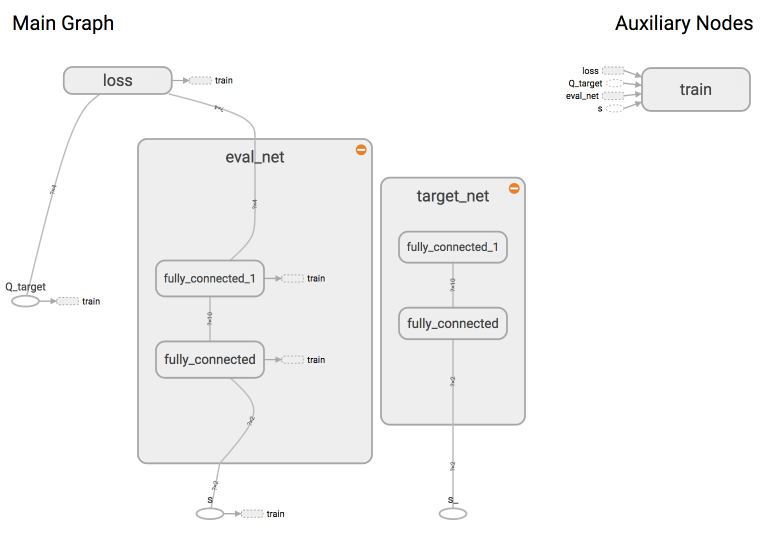 Main Graph
Auxiliary Nodes
loss
train
loss
Q_target
eval_net
s
train
?×4
?×4
eval_net
?×4
target_net
fully_connected_1
train
fully_connected_1
Q_target
train
?×10
?×10
fully_connected
train
fully_connected
?×2
?×2
?×2
?×2
s
train
s_